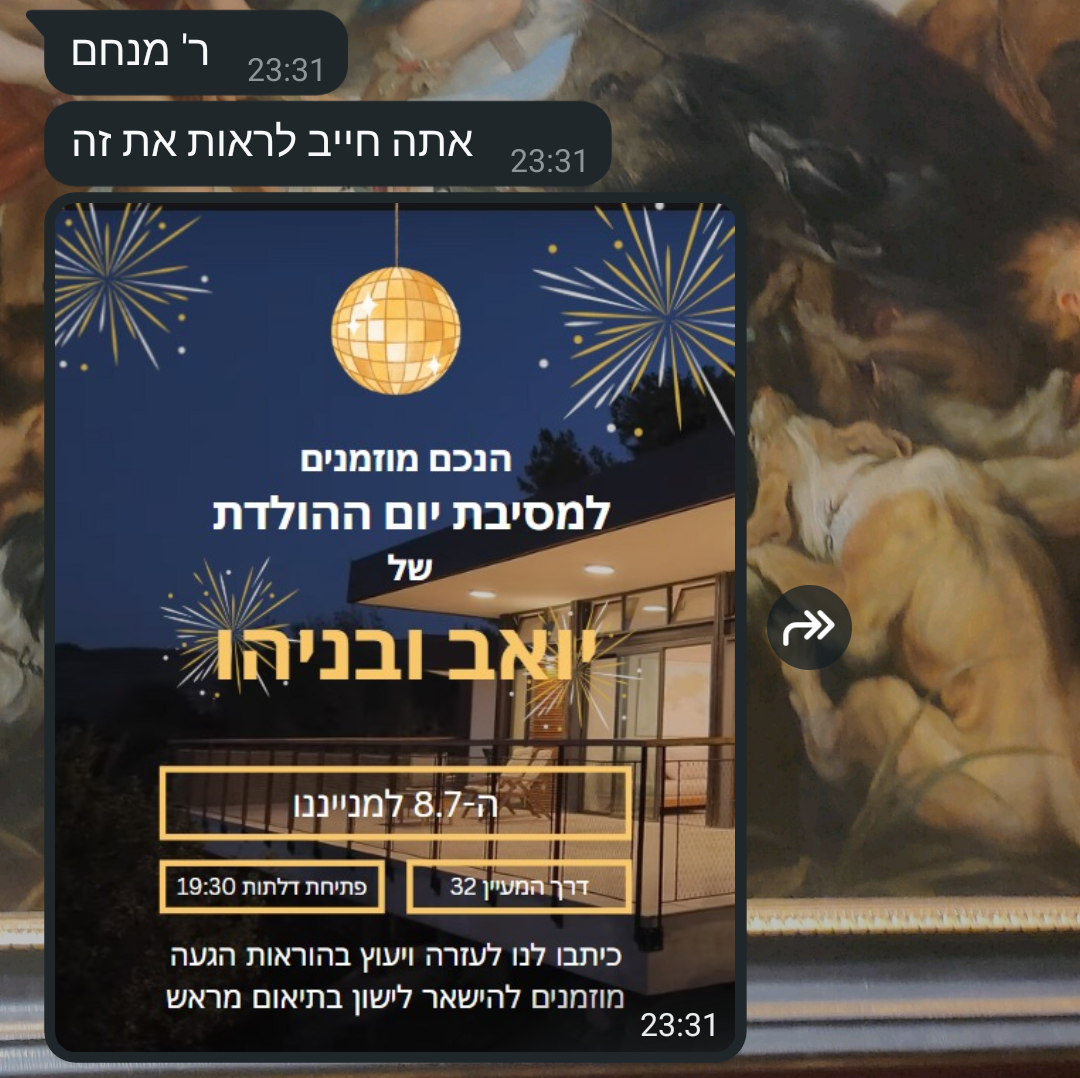 ר' מנחם
23:31
אתה חייב לראות את זה
23:31
הנכם מוזמנים
למסיבת יום ההולדת
של
יואב ובניהו
ה-8.7 למנייננו
דרך המעיין 32
פתיחת דלתות 19:30
כיתבו לנו לעזרה ויעוץ בהוראות הגעה
מוזמנים להישאר לישון בתיאום מראש
23:31